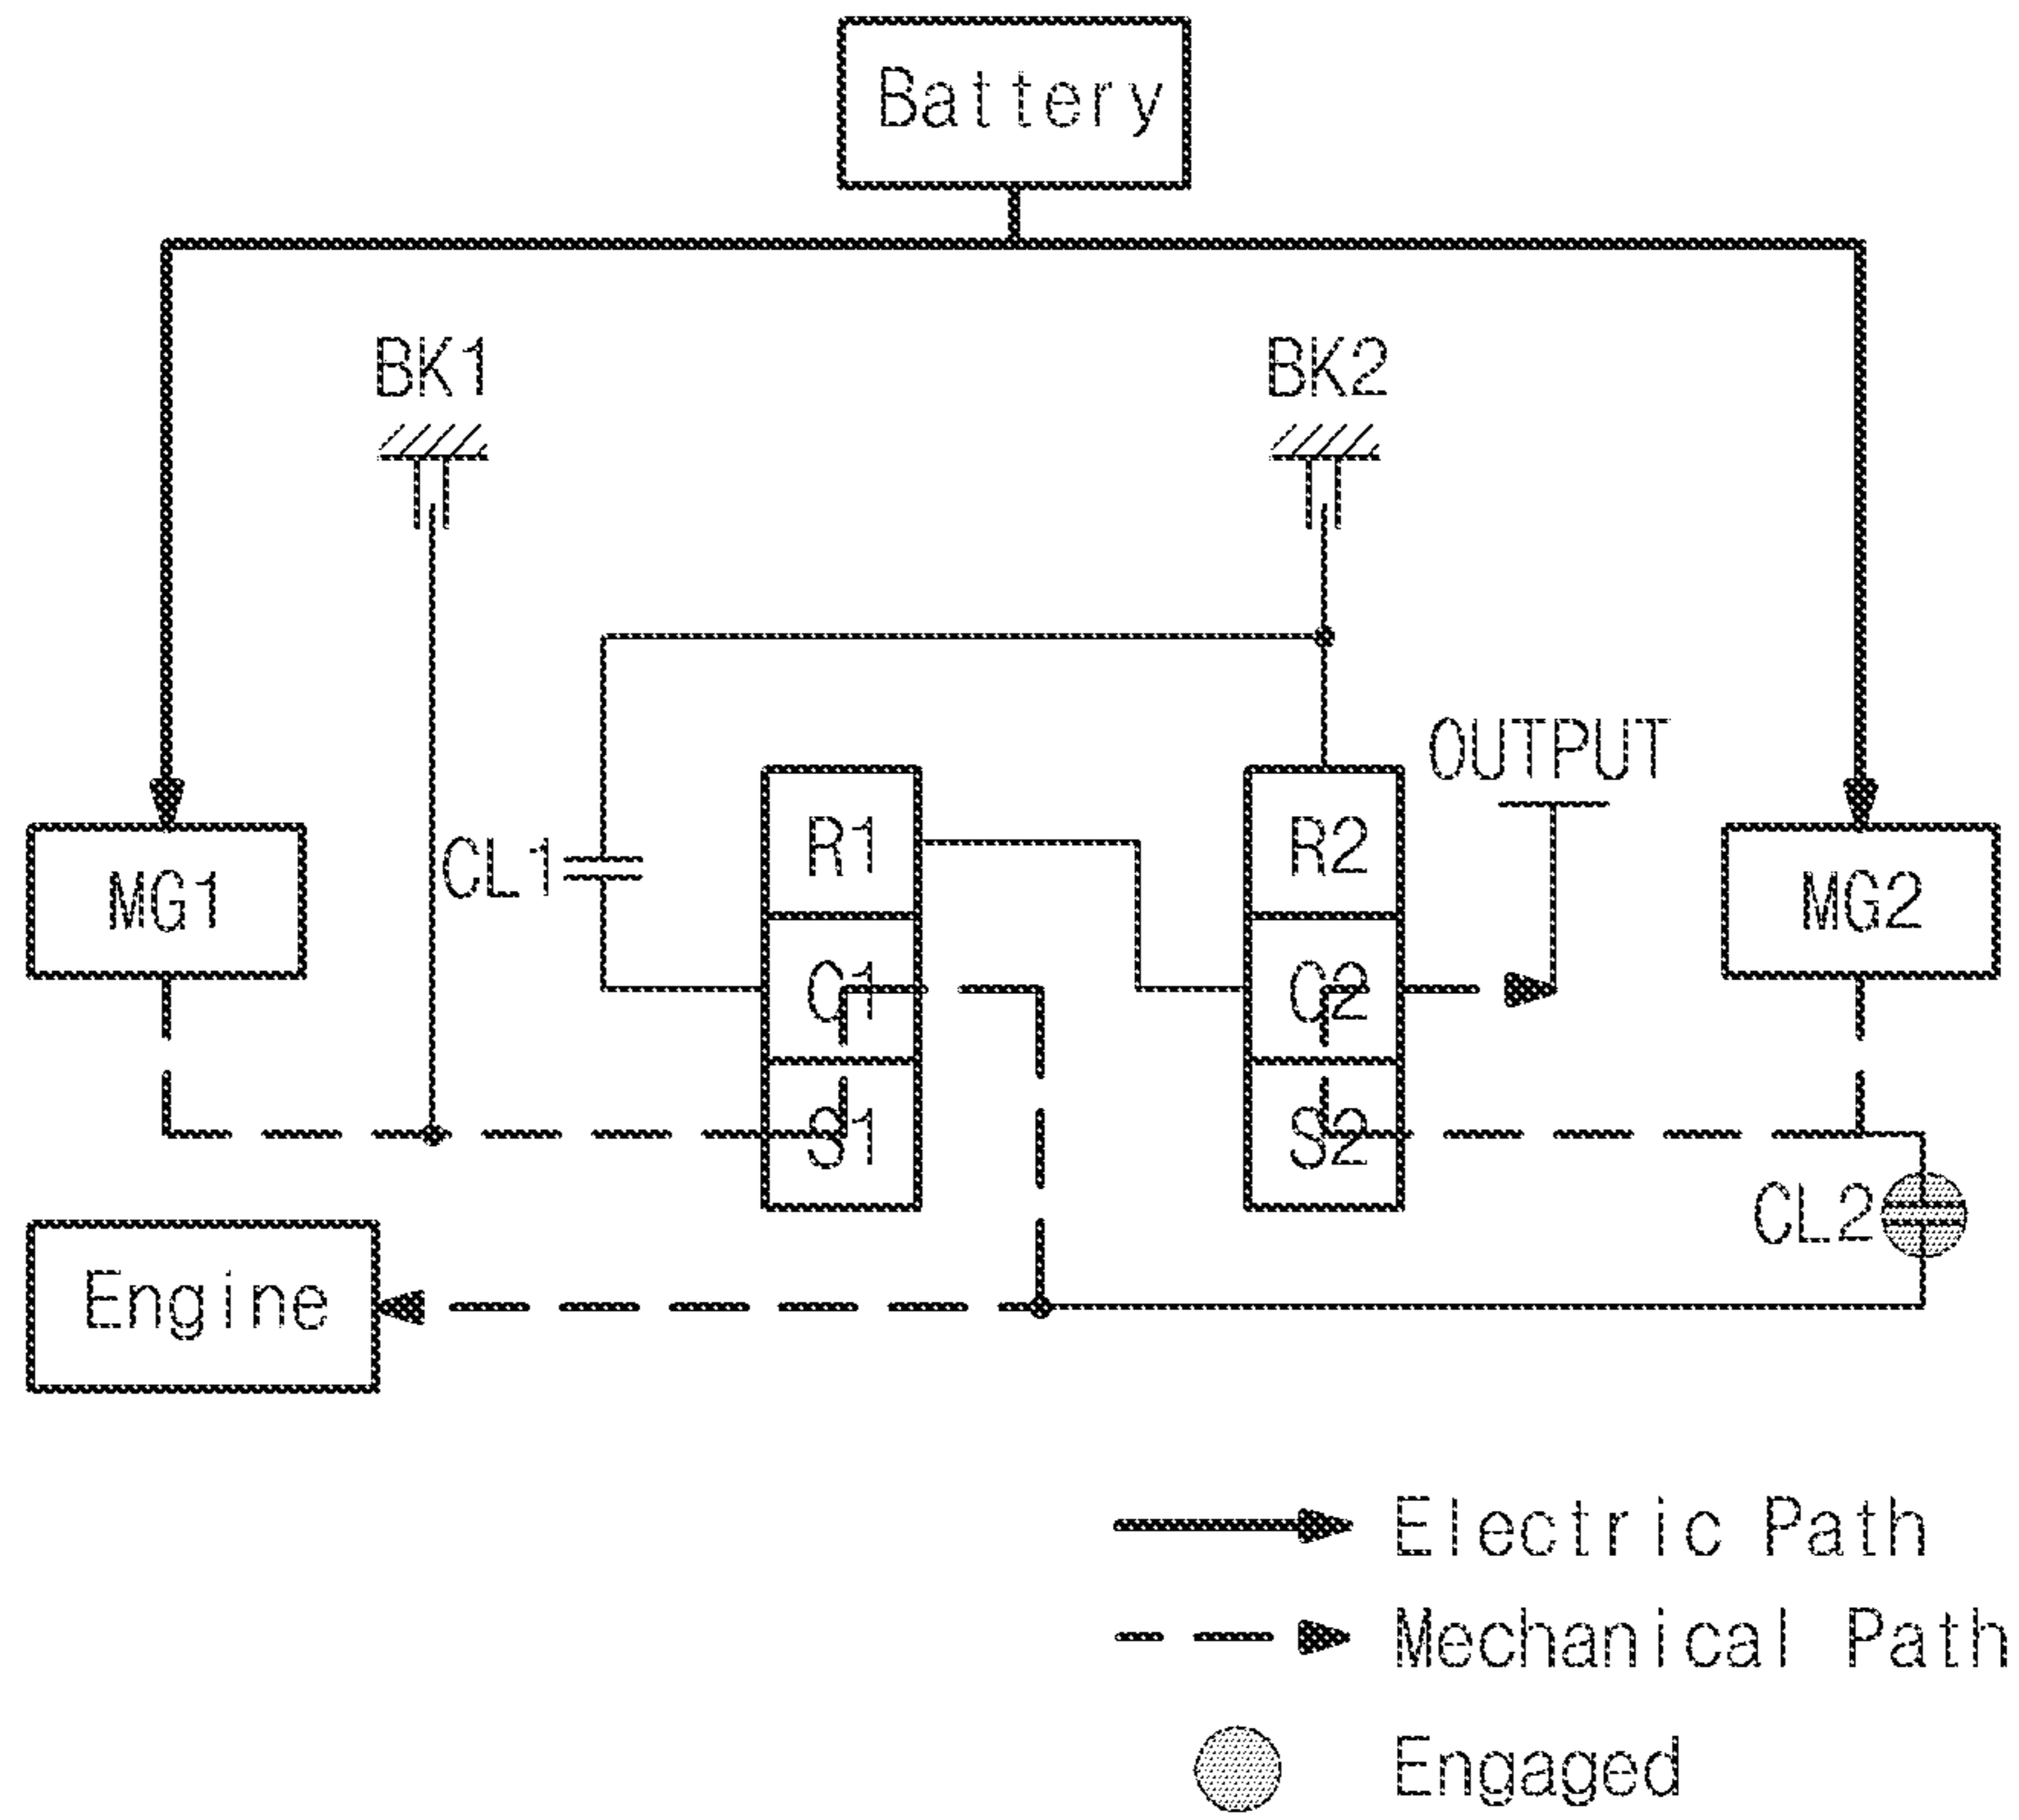 Battery
BK1
BK2
OUTPUT
R1
R2
CL1
MG1
MG2
C1
C2
S1
S2
CL2
Engine
Electric Path
Mechanical Path
Engaged